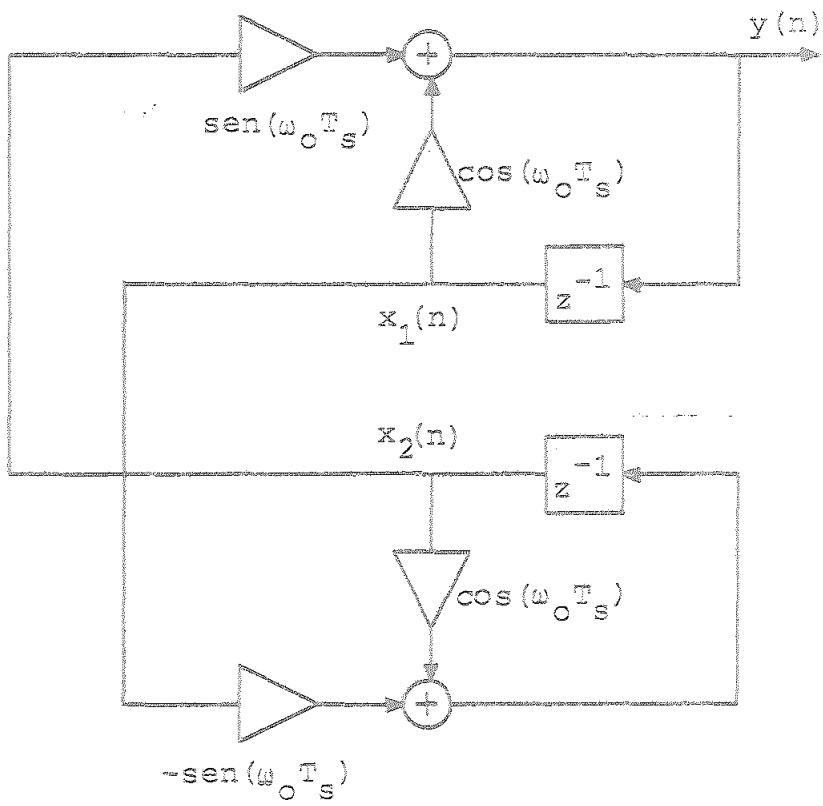 y(n)
+
sen(ω₀Tₛ)
cos(ω₀Tₛ)
z⁻¹
x₁(n)
x₂(n)
z⁻¹
cos(ω₀Tₛ)
+
-sen(ω₀Tₛ)